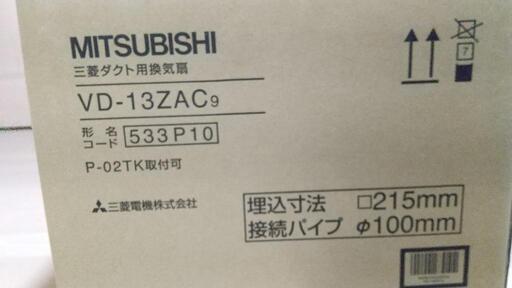 MITSUBISHI
三菱ダクト用換気扇
VD-13ZAC9
形名コード 533P10
P-02TK取付可
三菱電機株式会社
埋込寸法 □215mm
接続パイプ φ100mm
7